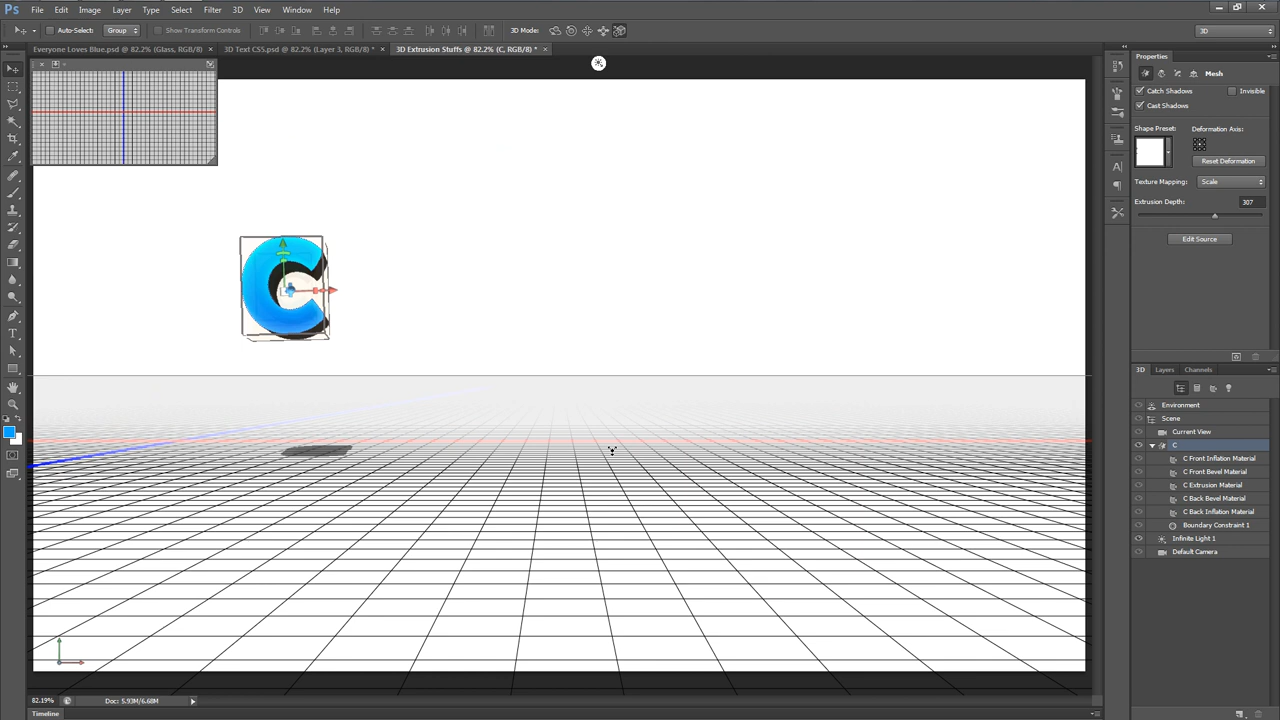 Ps File Edit Image Layer Type Select Filter 3D View Window Help
Auto-Select: Group Show Transform Controls 3D Mode: 3D
Everyone Loves Blue.psd @ 82.2% (Glass, RGB/8) × 3D Text CS5.psd @ 82.2% (Layer 3, RGB/8) * × 3D Extrusion Stuffs @ 82.2% (C, RGB/8) * ×
Properties
Mesh
Catch Shadows Invisible
Cast Shadows
Shape Preset: Deformation Axis:
Reset Deformation
Texture Mapping: Scale
Extrusion Depth: 307
Edit Source
C
3D Layers Channels
Environment
Scene
Current View
C
C Front Inflation Material
C Front Bevel Material
C Extrusion Material
C Back Bevel Material
C Back Inflation Material
Boundary Constraint 1
Infinite Light 1
Default Camera
82.19% Doc: 5.93M/6.68M
Timeline